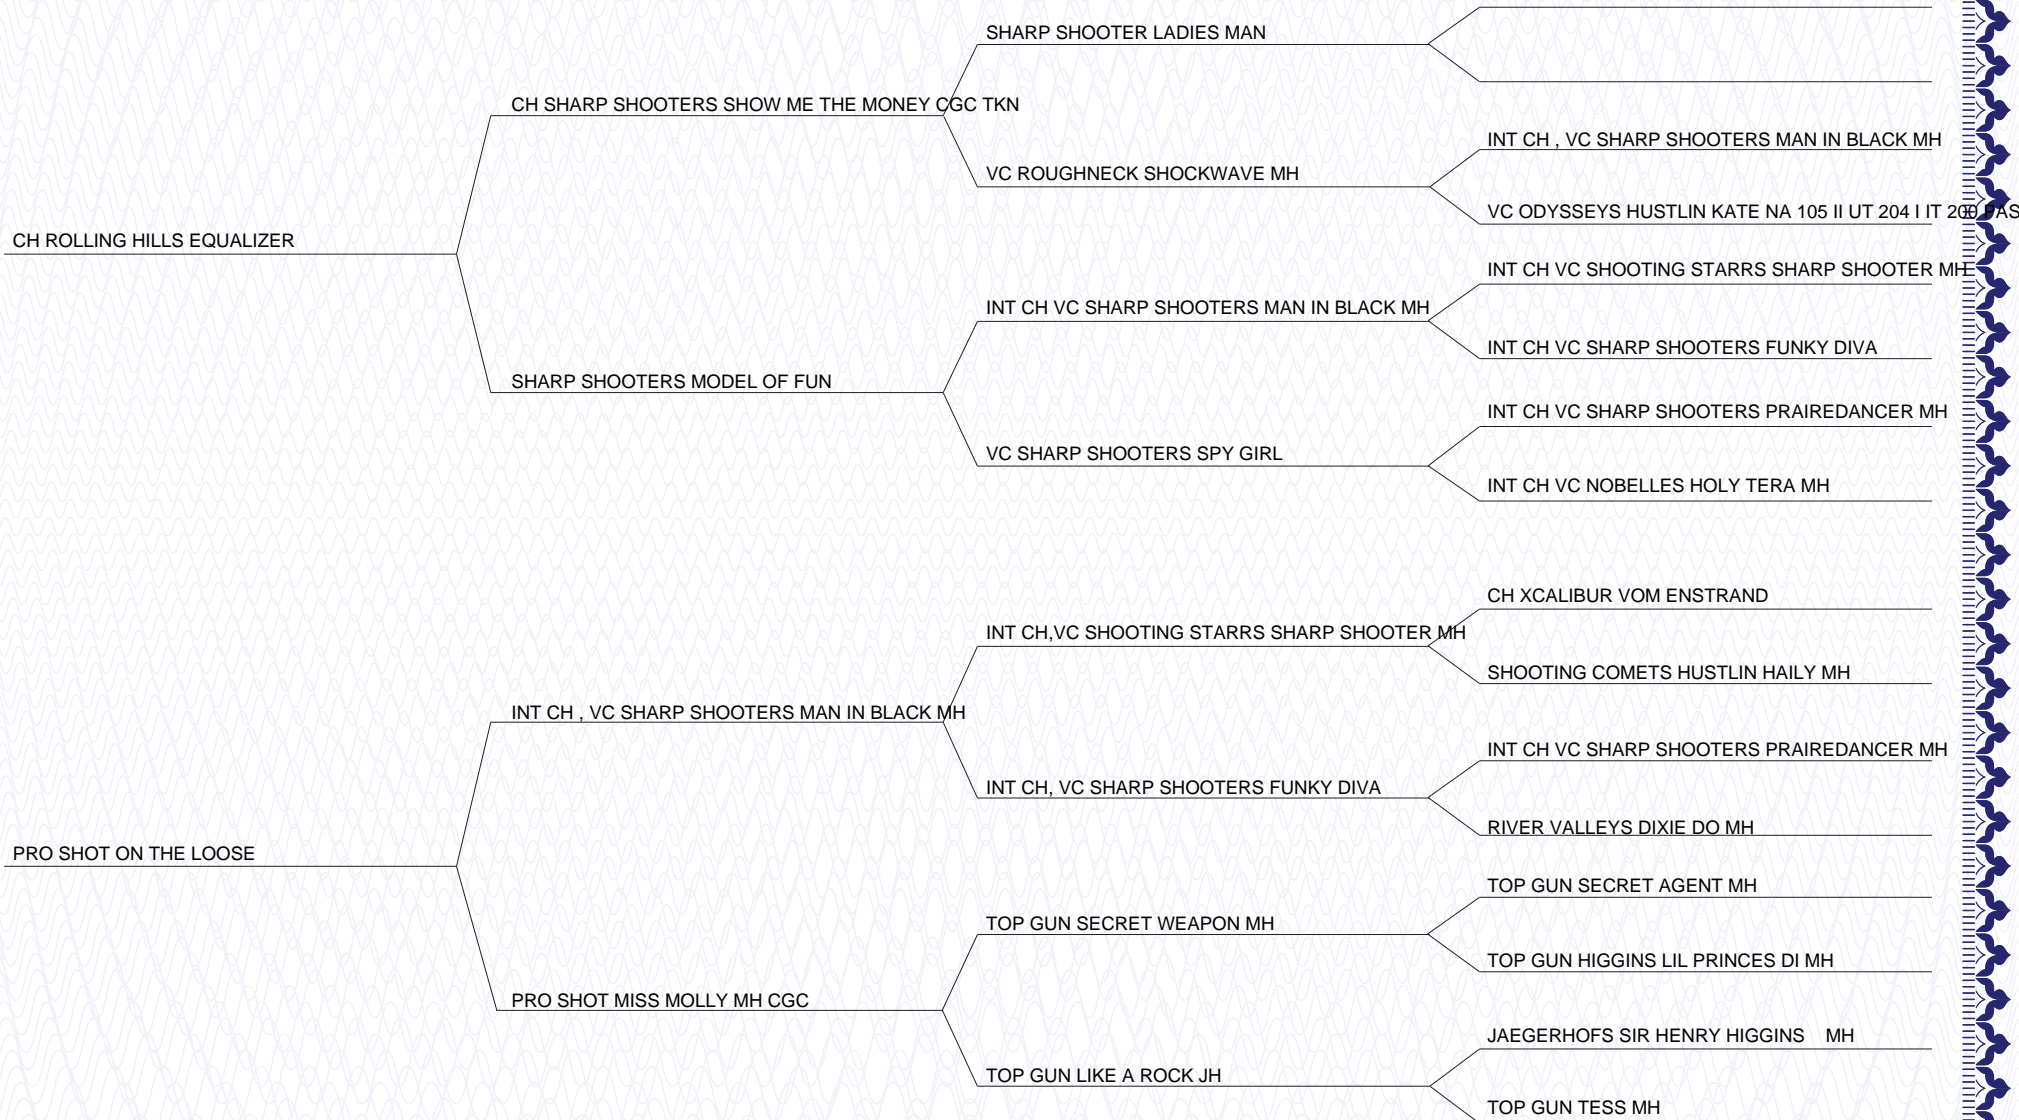 SHARP SHOOTER LADIES MAN
CH SHARP SHOOTERS SHOW ME THE MONEY CGC TKN
INT CH , VC SHARP SHOOTERS MAN IN BLACK MH
VC ROUGHNECK SHOCKWAVE MH
VC ODYSSEYS HUSTLIN KATE NA 105 II UT 204 I IT 200 PAS
CH ROLLING HILLS EQUALIZER
INT CH VC SHOOTING STARRS SHARP SHOOTER MH
INT CH VC SHARP SHOOTERS MAN IN BLACK MH
INT CH VC SHARP SHOOTERS FUNKY DIVA
SHARP SHOOTERS MODEL OF FUN
INT CH VC SHARP SHOOTERS PRAIREDANCER MH
VC SHARP SHOOTERS SPY GIRL
INT CH VC NOBELLES HOLY TERA MH
CH XCALIBUR VOM ENSTRAND
INT CH,VC SHOOTING STARRS SHARP SHOOTER MH
SHOOTING COMETS HUSTLIN HAILY MH
INT CH , VC SHARP SHOOTERS MAN IN BLACK MH
INT CH VC SHARP SHOOTERS PRAIREDANCER MH
INT CH, VC SHARP SHOOTERS FUNKY DIVA
RIVER VALLEYS DIXIE DO MH
PRO SHOT ON THE LOOSE
TOP GUN SECRET AGENT MH
TOP GUN SECRET WEAPON MH
TOP GUN HIGGINS LIL PRINCES DI MH
PRO SHOT MISS MOLLY MH CGC
JAEGERHOFS SIR HENRY HIGGINS    MH
TOP GUN LIKE A ROCK JH
TOP GUN TESS MH